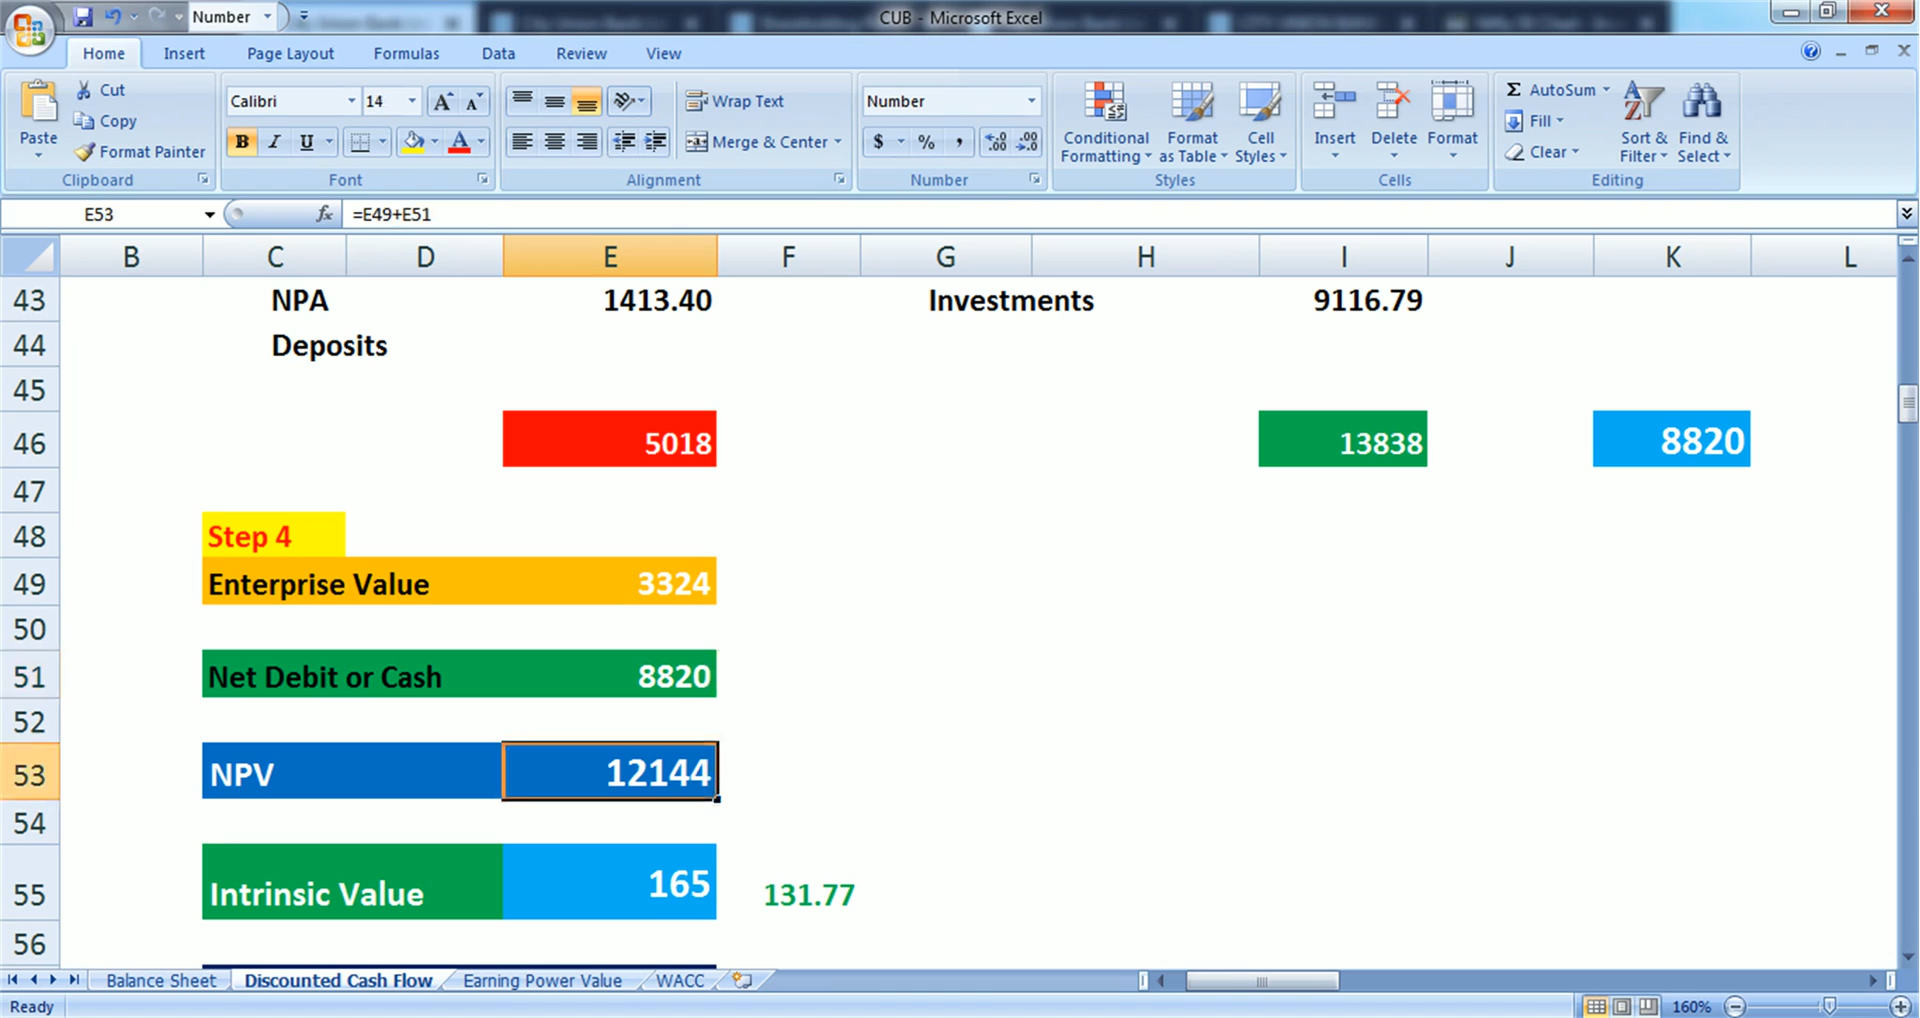 Number
CUB - Microsoft Excel
Home Insert Page Layout Formulas Data Review View
Paste
Cut
Copy
Format Painter
Clipboard
Calibri 14
B I U
Font
Wrap Text
Merge & Center
Alignment
Number
$ % ,
Number
Conditional Formatting
Format as Table
Cell Styles
Styles
Insert Delete Format
Cells
Σ AutoSum
Fill
Clear
Sort & Filter
Find & Select
Editing
E53 fx =E49+E51
B C D E F G H I J K L
43 NPA 1413.40 Investments 9116.79
44 Deposits
45
46 5018 13838 8820
47
48 Step 4
49 Enterprise Value 3324
50
51 Net Debit or Cash 8820
52
53 NPV 12144
54
55 Intrinsic Value 165 131.77
56
Balance Sheet Discounted Cash Flow Earning Power Value WACC
Ready 160%